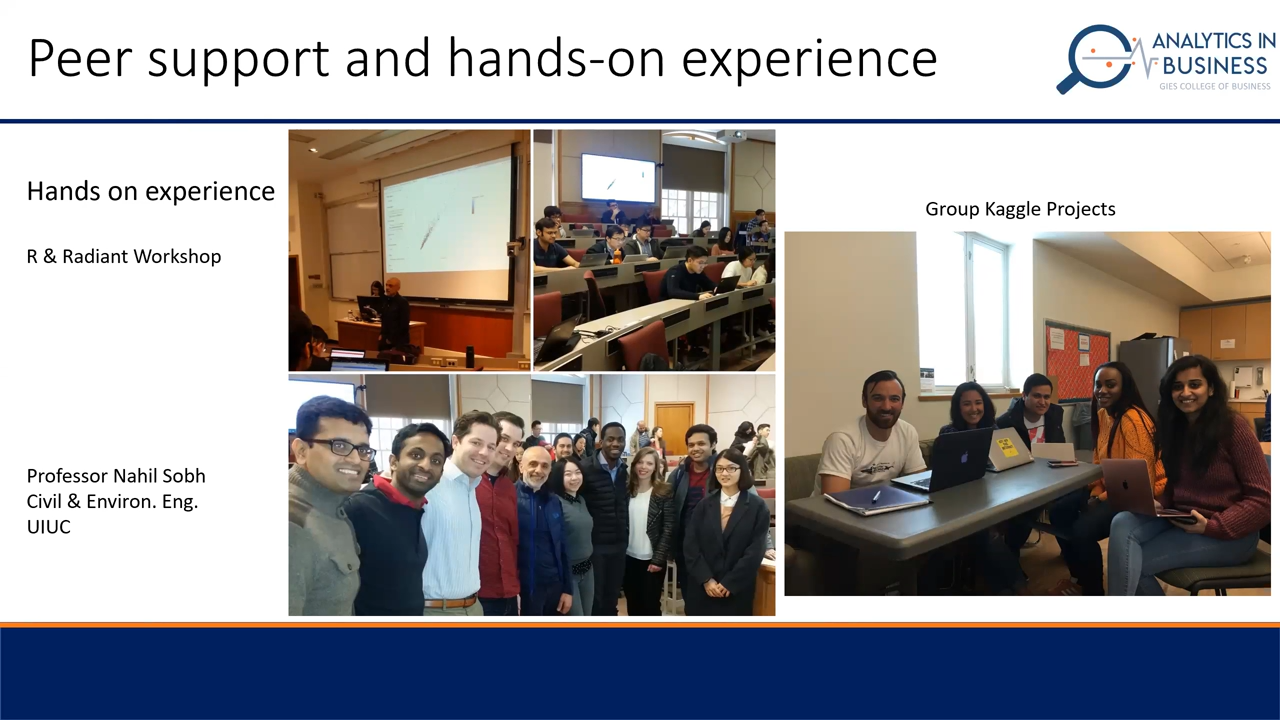 Peer support and hands-on experience
ANALYTICS IN
BUSINESS
GIES COLLEGE OF BUSINESS
Hands on experience
R & Radiant Workshop
Group Kaggle Projects
Professor Nahil Sobh
Civil & Environ. Eng.
UIUC